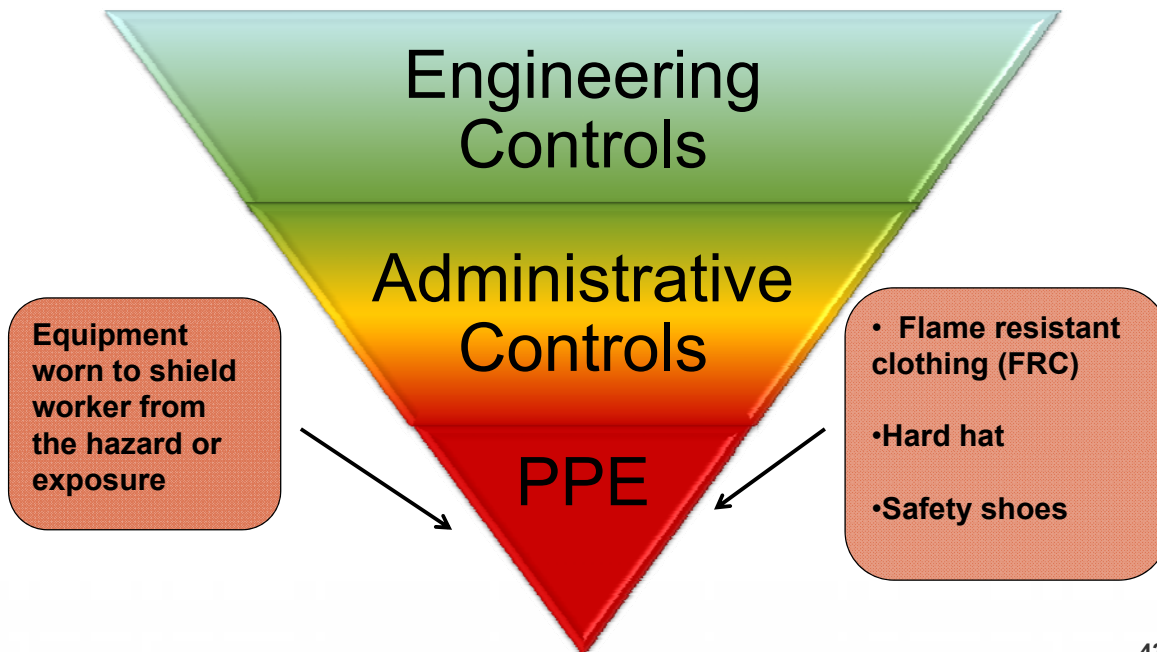 Engineering
Controls
Administrative
Controls
Equipment
worn to shield
worker from
the hazard or
exposure
• Flame resistant
clothing (FRC)
•Hard hat
•Safety shoes
PPE